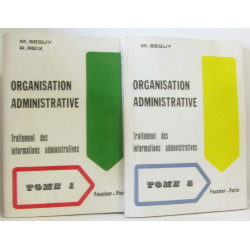 M. SEGUY
R. REIX
ORGANISATION
ADMINISTRATIVE
Traitement des
informations administratives
TOME 1
Foucher - Par
M. SEGUY
ORGANISATION
ADMINISTRATIVE
Traitement des
informations administratives
TOME 2
Foucher - Paris